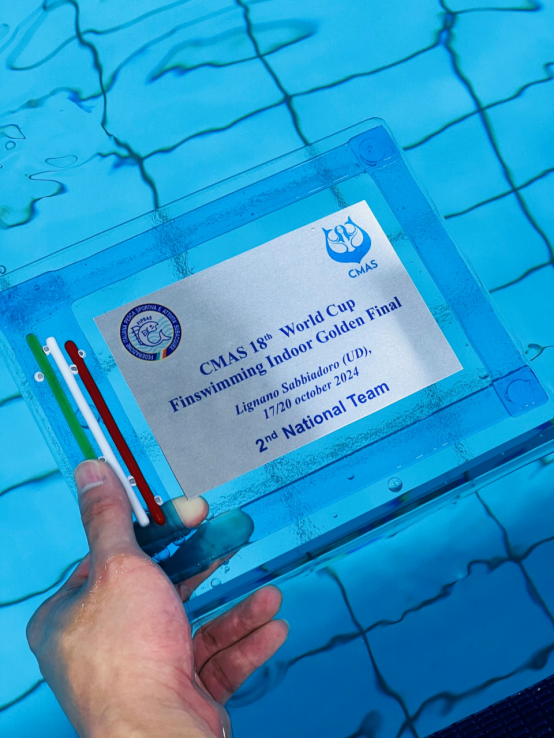 CMAS
FIPSAS
CMAS 18th World Cup
Finswimming Indoor Golden Final
Lignano Sabbiadoro (UD),
17/20 october 2024
2nd National Team